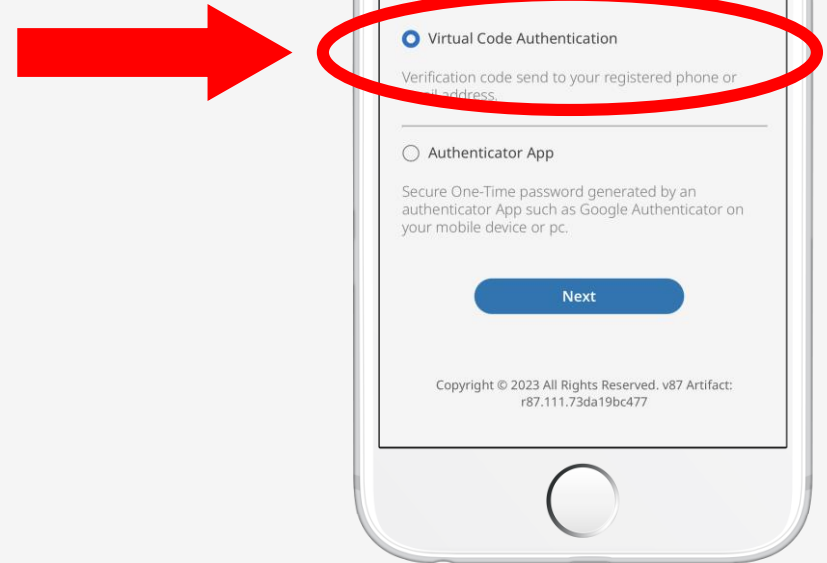 Virtual Code Authentication
Verification code send to your registered phone or
address.
Authenticator App
Secure One-Time password generated by an
authenticator App such as Google Authenticator on
your mobile device or pc.
Next
Copyright © 2023 All Rights Reserved. v87 Artifact:
r87.111.73da19bc477